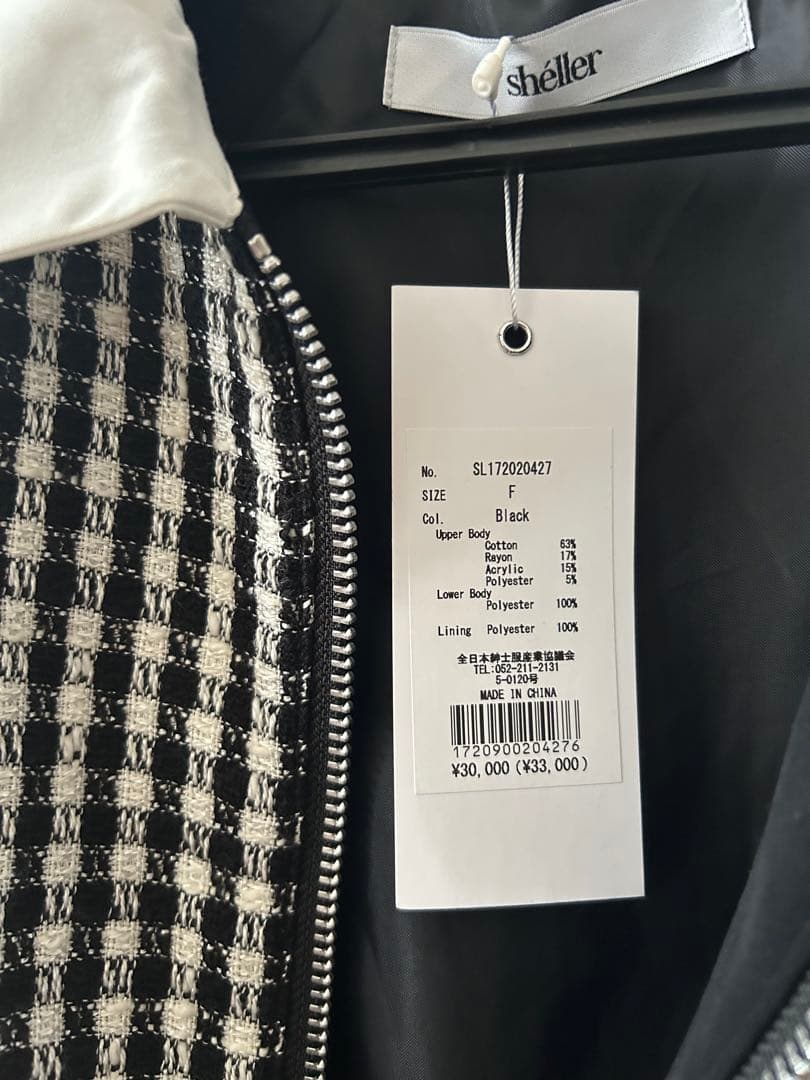 shéller
No. SL172020427
SIZE F
Col. Black
Upper Body
Cotton 63%
Rayon 17%
Acrylic 15%
Polyester 5%
Lower Body
Polyester 100%
Lining Polyester 100%
全日本紳士服産業協議会
TEL:052-211-2131
5-0120号
MADE IN CHINA
1720900204276
¥30,000 (¥33,000)